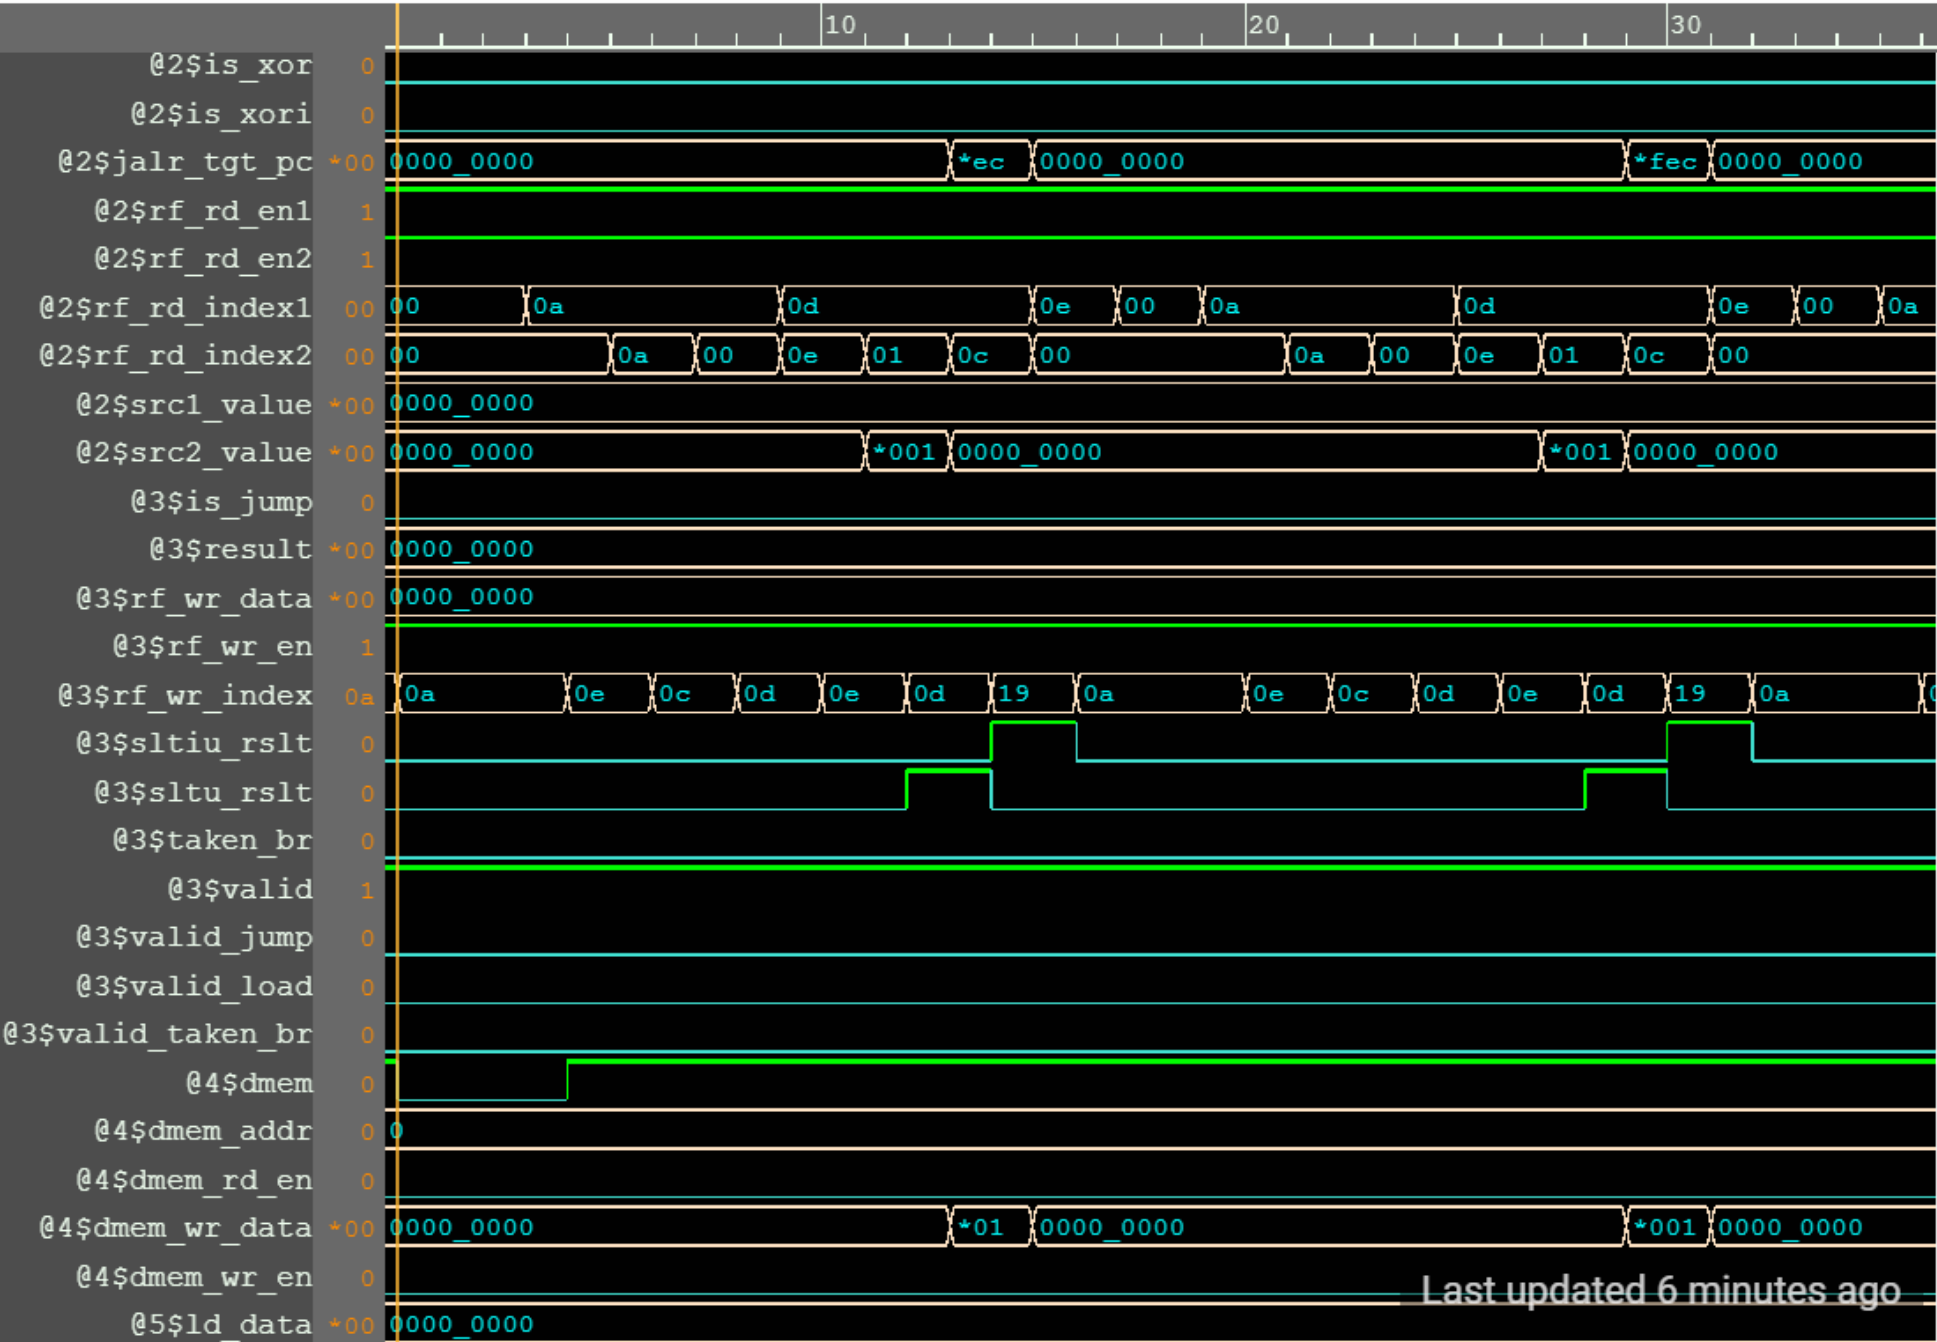 10 20 30
@2$is_xor 0
@2$is_xori 0
@2$jalr_tgt_pc *00 0000_0000 *ec 0000_0000 *fec 0000_0000
@2$rf_rd_en1 1
@2$rf_rd_en2 1
@2$rf_rd_index1 00 00 0a 0d 0e 00 0a 0d 0e 00 0a
@2$rf_rd_index2 00 00 0a 00 0e 01 0c 00 0a 00 0e 01 0c 00
@2$src1_value *00 0000_0000
@2$src2_value *00 0000_0000 *001 0000_0000 *001 0000_0000
@3$is_jump 0
@3$result *00 0000_0000
@3$rf_wr_data *00 0000_0000
@3$rf_wr_en 1
@3$rf_wr_index 0a 0a 0e 0c 0d 0e 0d 19 0a 0e 0c 0d 0e 0d 19 0a
@3$sltiu_rslt 0
@3$sltu_rslt 0
@3$taken_br 0
@3$valid 1
@3$valid_jump 0
@3$valid_load 0
@3$valid_taken_br 0
@4$dmem 0
@4$dmem_addr 0 0
@4$dmem_rd_en 0
@4$dmem_wr_data *00 0000_0000 *01 0000_0000 *001 0000_0000
@4$dmem_wr_en 0
Last updated 6 minutes ago
@5$ld_data *00 0000_0000